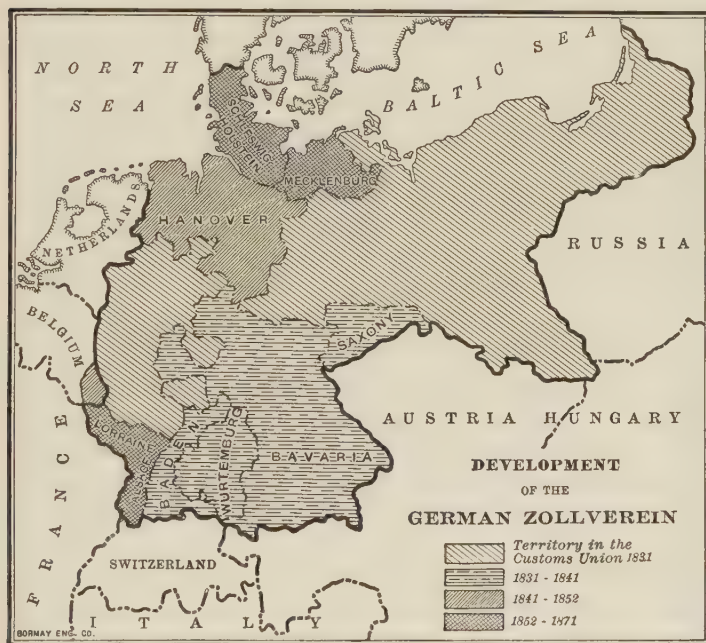 NORTH
SEA
BALTIC SEA
SCHLESWIG
HOLSTEIN
MECKLENBURG
HANOVER
NETHERLANDS
RUSSIA
BELGIUM
SAXONY
AUSTRIA HUNGARY
LORRAINE
ALSACE
BADEN
WURTEMBURG
BAVARIA
FRANCE
SWITZERLAND
ITALY
BORMAY ENG. CO.
DEVELOPMENT
OF THE
GERMAN ZOLLVEREIN
Territory in the
Customs Union 1831
1831 - 1841
1841 - 1852
1852 - 1871